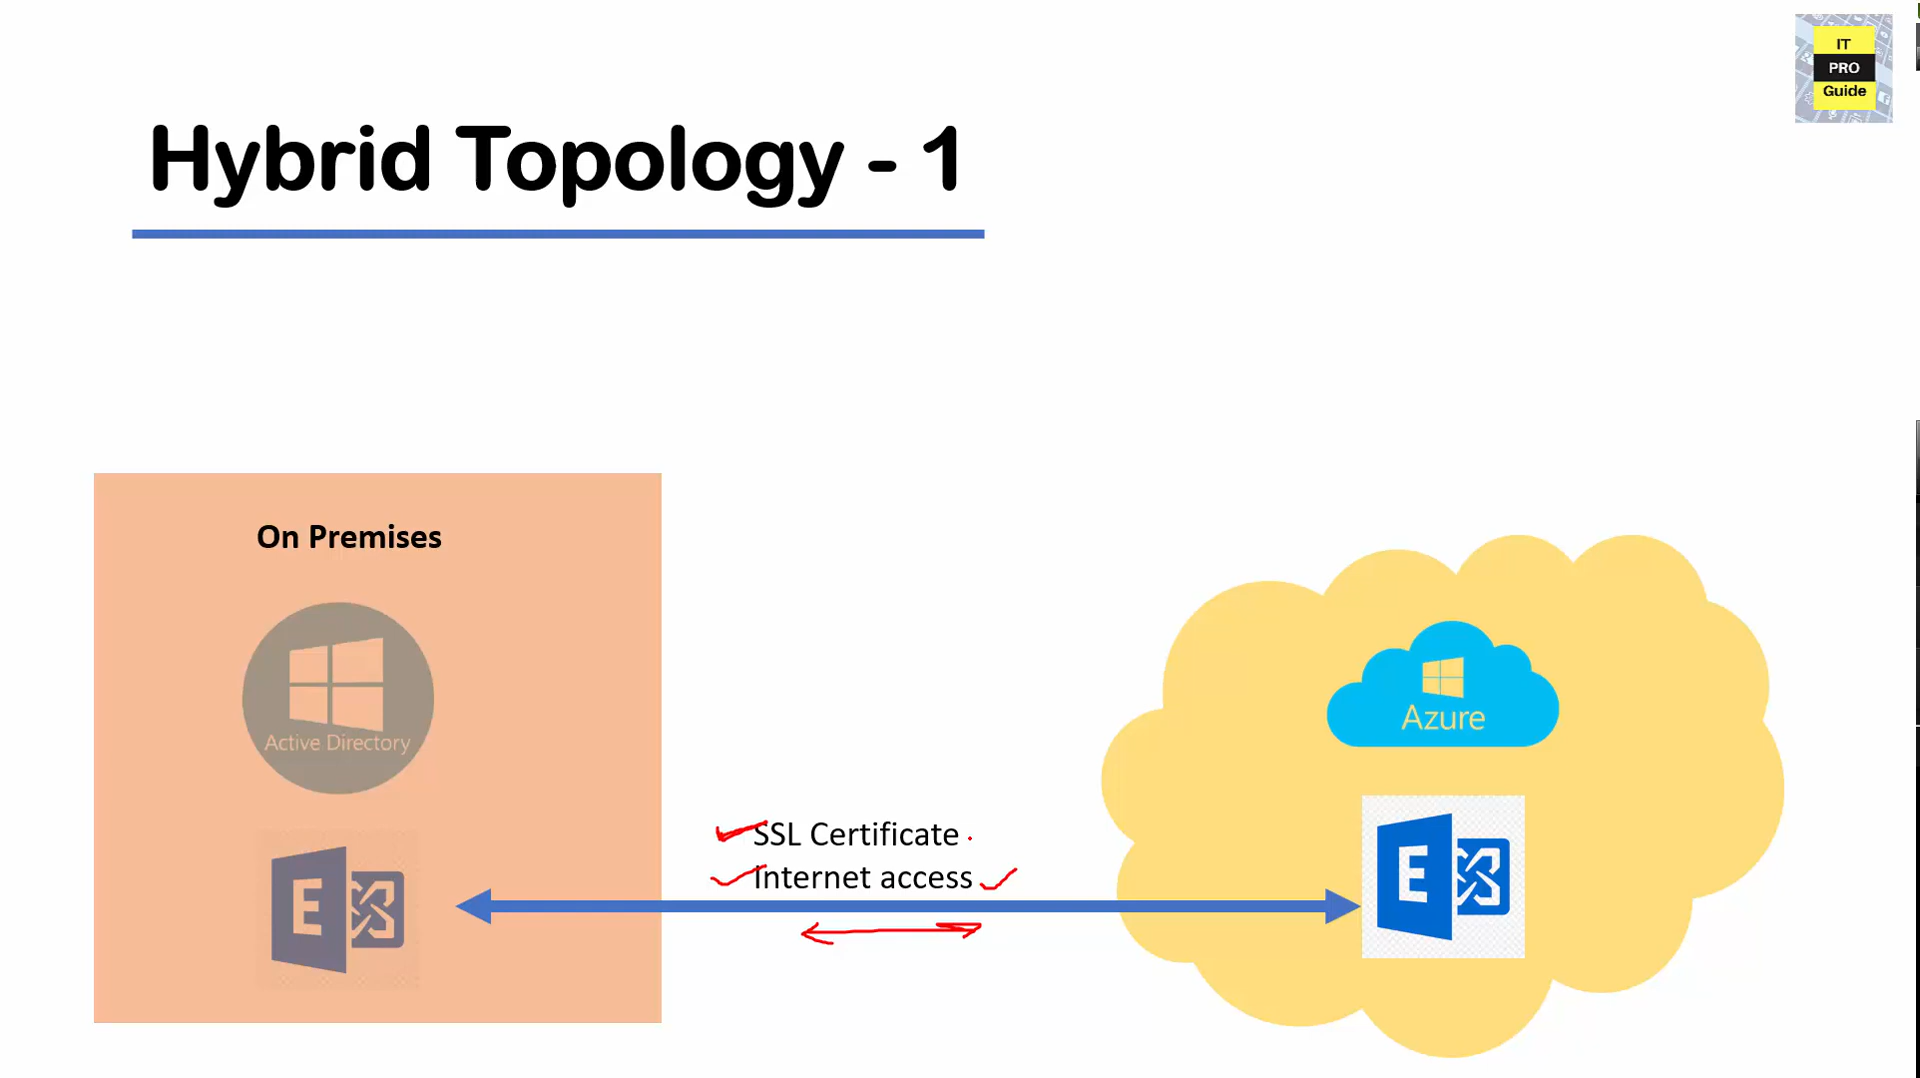 IT
PRO
Guide
Hybrid Topology - 1
On Premises
Active Directory
E
SSL Certificate
Internet access
Azure
E